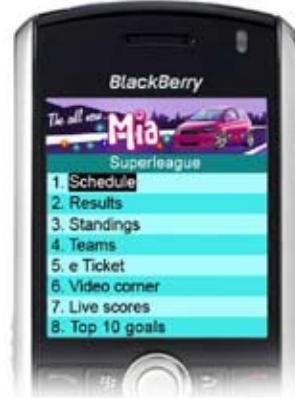 BlackBerry
The all new
Mia
Superleague
1. Schedule
2. Results
3. Standings
4. Teams
5. e Ticket
6. Video corner
7. Live scores
8. Top 10 goals